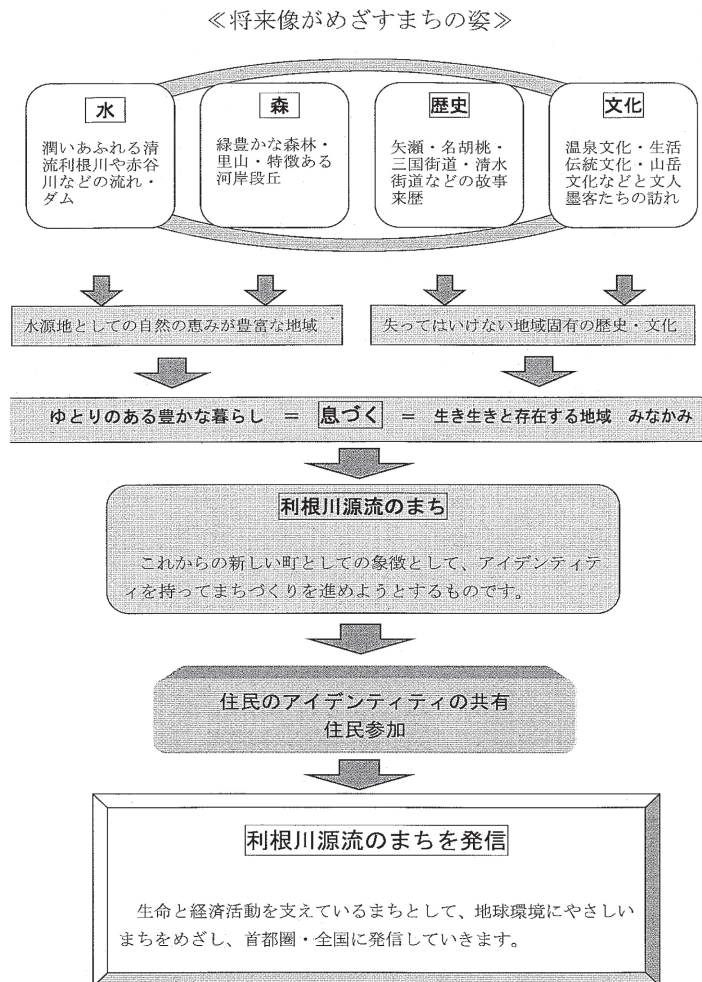 ≪将来像がめざすまちの姿≫
水
潤いあふれる清
流利根川や赤谷
川などの流れ・
ダム
森
緑豊かな森林・
里山・特徴ある
河岸段丘
歴史
矢瀬・名胡桃・
三国街道・清水
街道などの故事
来歴
文化
温泉文化・生活
伝統文化・山岳
文化などと文人
墨客たちの訪れ
水源地としての自然の恵みが豊富な地域
失ってはいけない地域固有の歴史・文化
ゆとりのある豊かな暮らし = 息づく = 生き生きと存在する地域 みなかみ
利根川源流のまち
これからの新しい町としての象徴として、アイデンティテ
ィを持ってまちづくりを進めようとするものです。
住民のアイデンティティの共有
住民参加
利根川源流のまちを発信
生命と経済活動を支えているまちとして、地球環境にやさしい
まちをめざし、首都圏・全国に発信していきます。